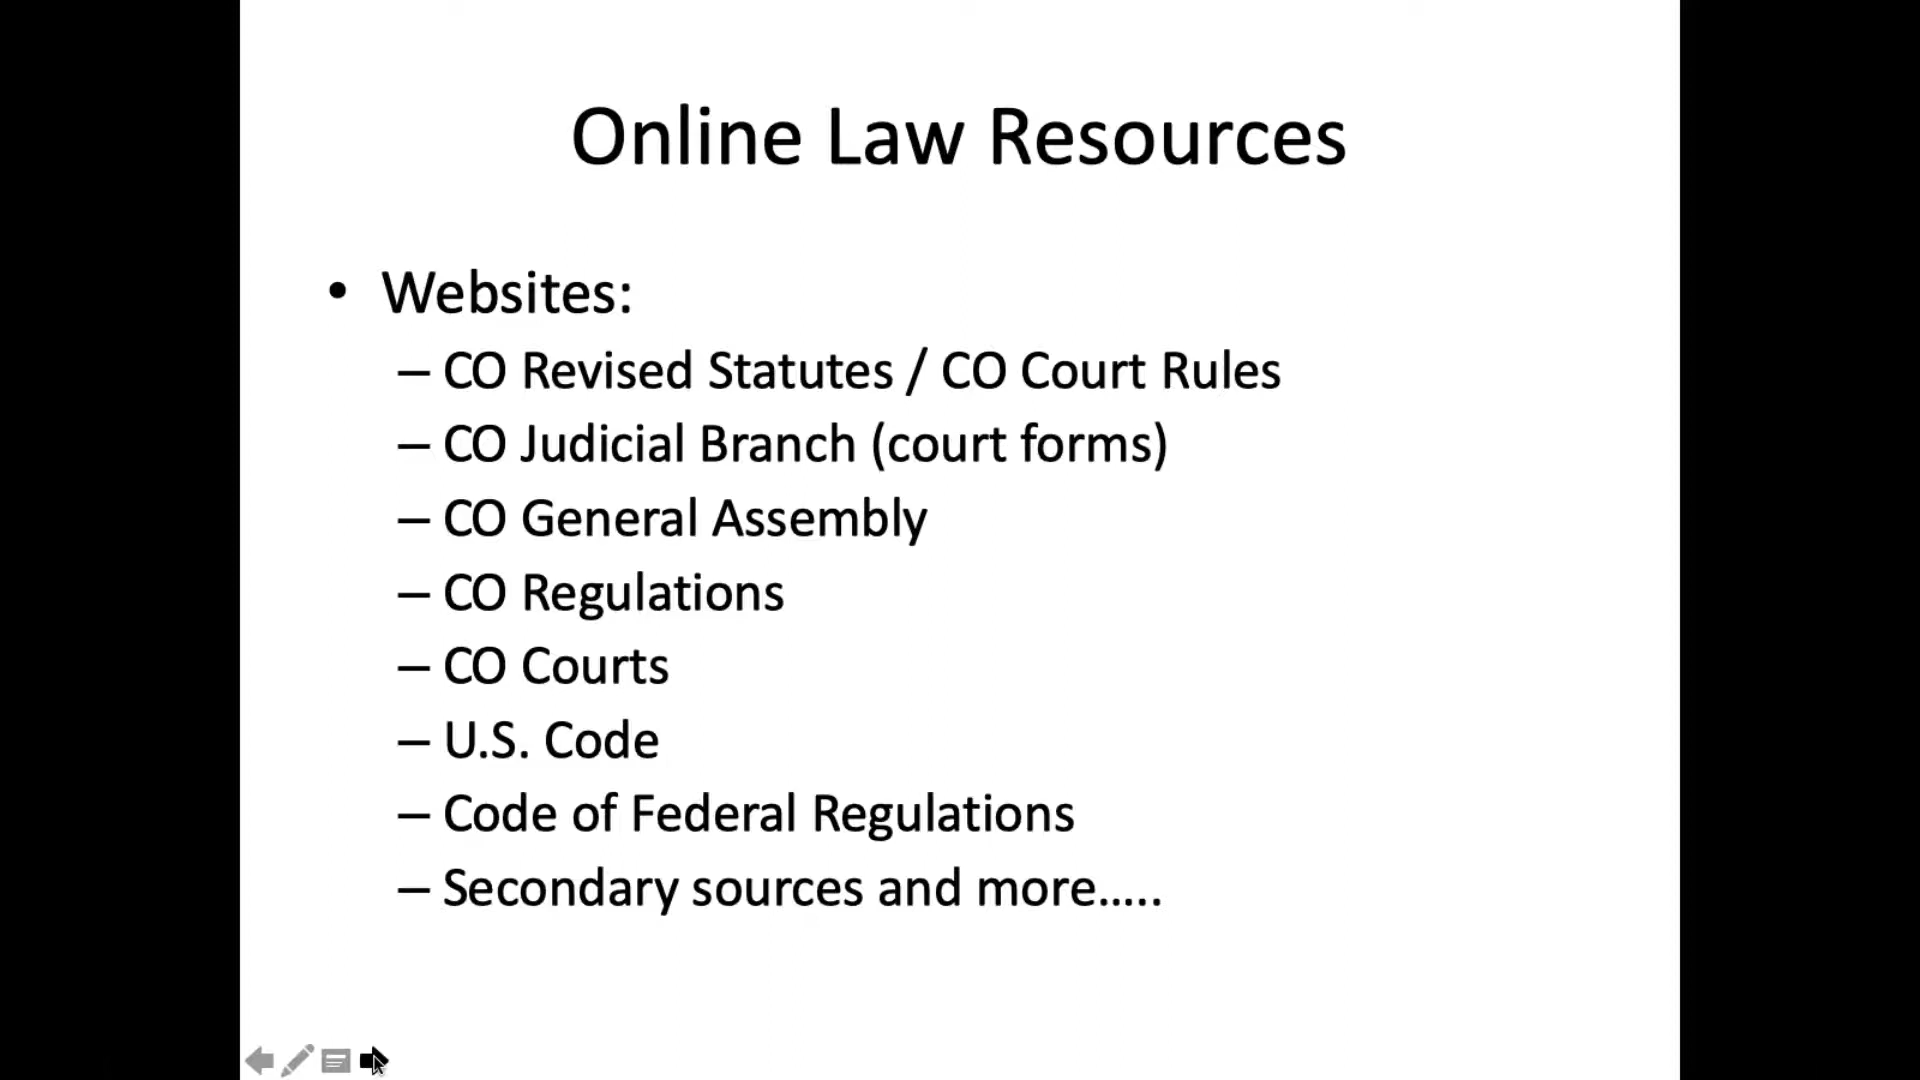 Online Law Resources
• Websites:
– CO Revised Statutes / CO Court Rules
– CO Judicial Branch (court forms)
– CO General Assembly
– CO Regulations
– CO Courts
– U.S. Code
– Code of Federal Regulations
– Secondary sources and more…..